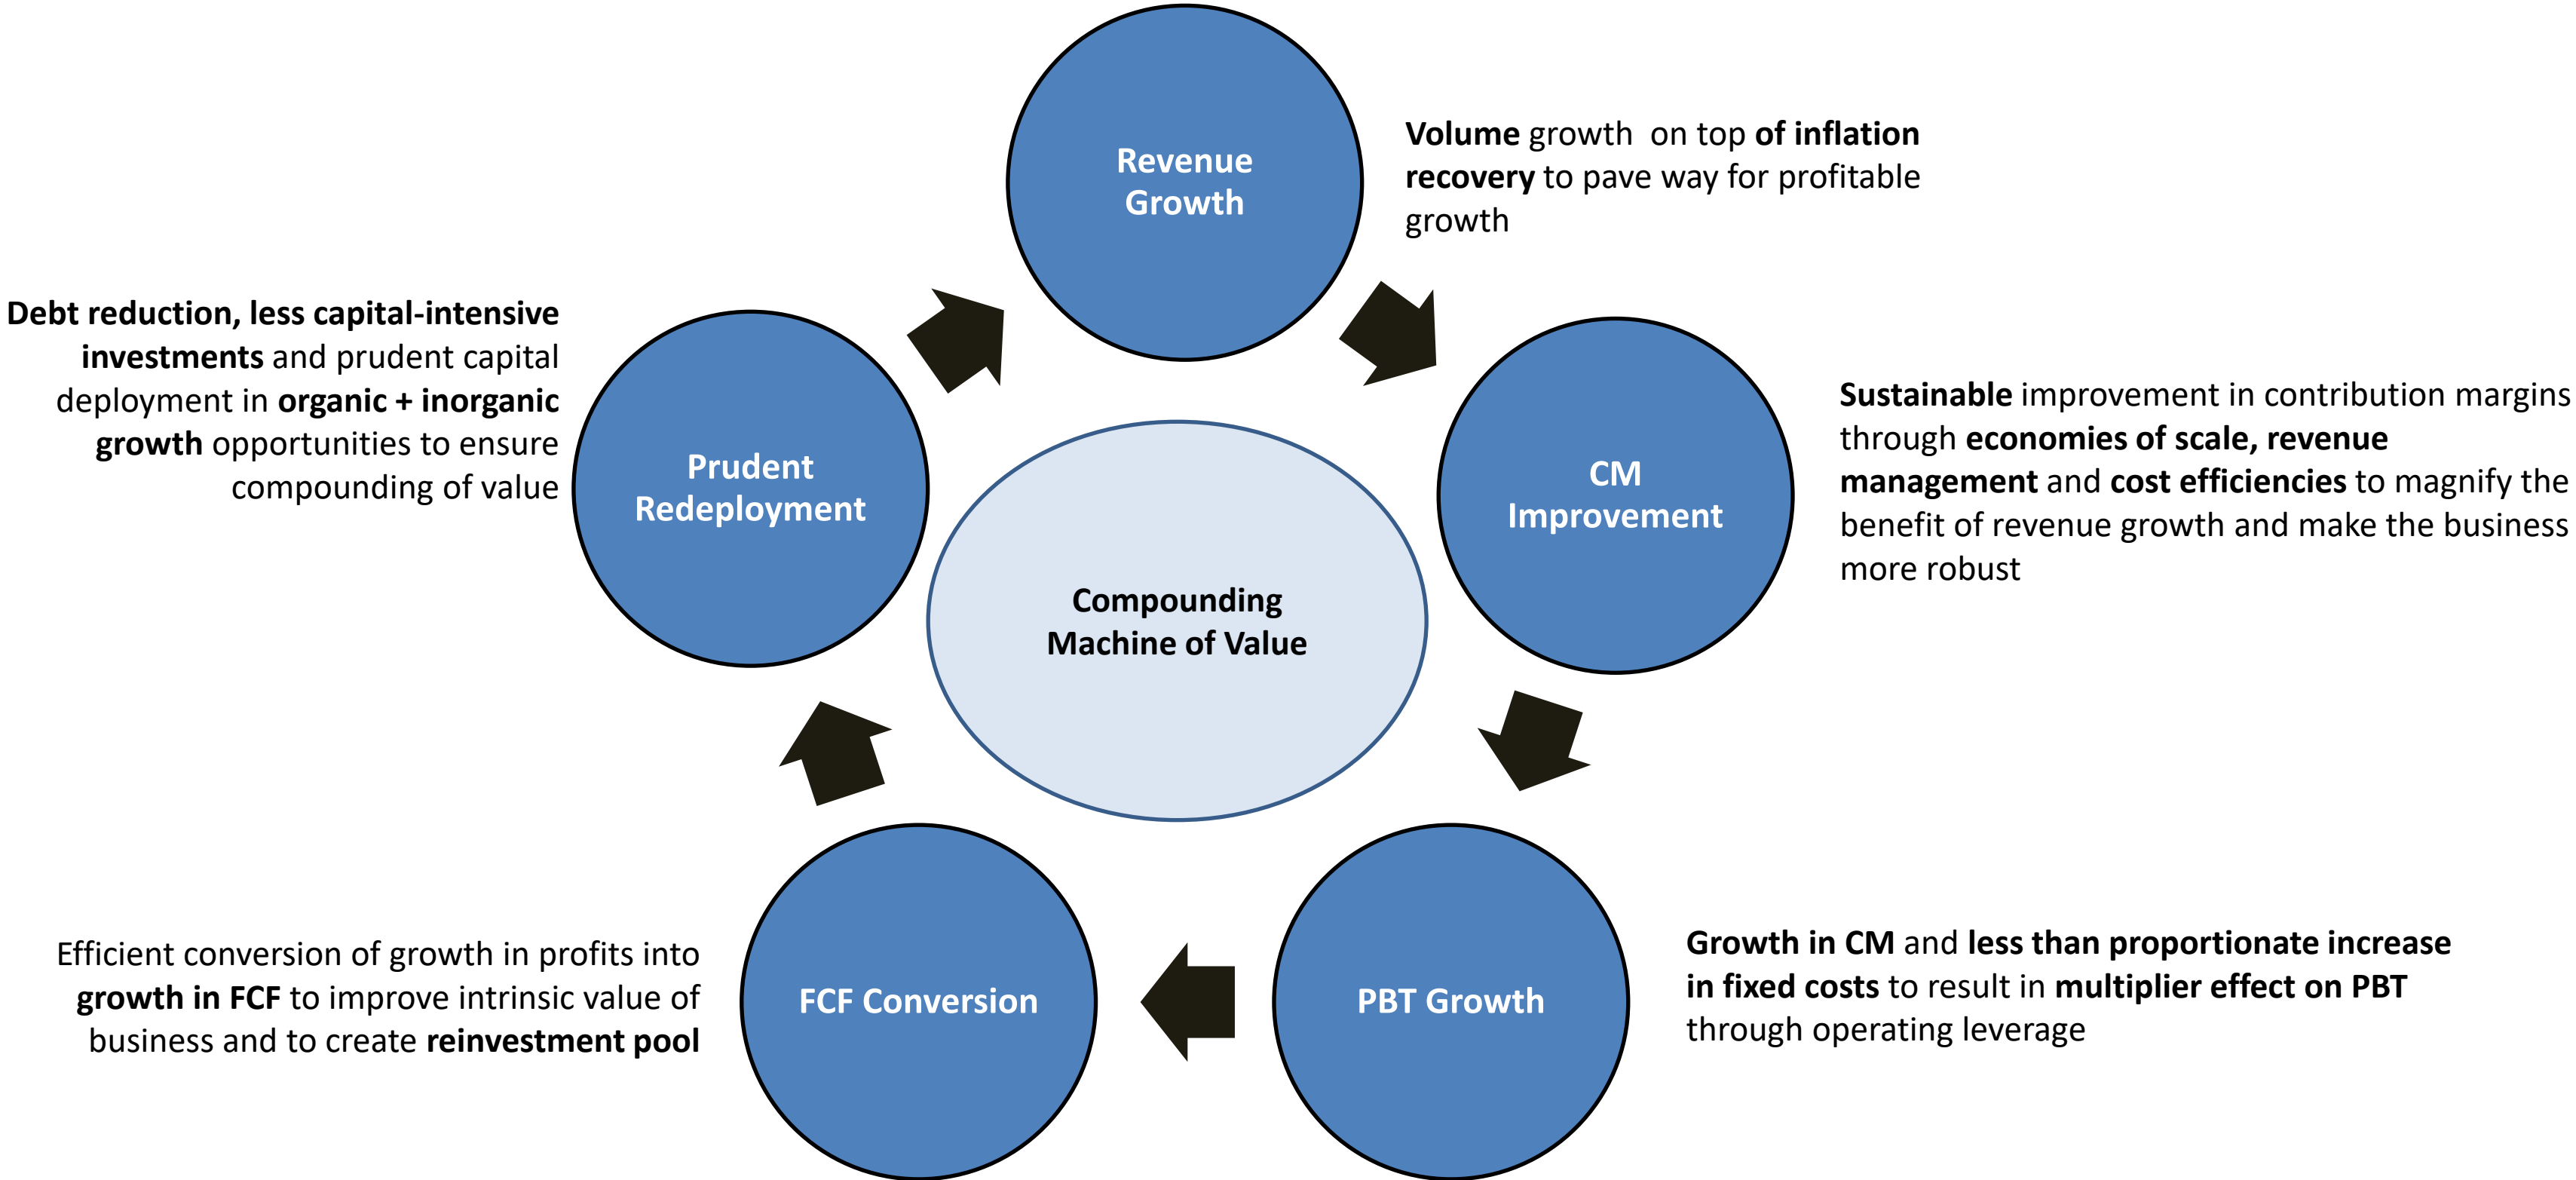 Revenue
Growth
Volume growth  on top of inflation
recovery to pave way for profitable
growth
CM
Improvement
Sustainable improvement in contribution margins
through economies of scale, revenue
management and cost efficiencies to magnify the
benefit of revenue growth and make the business
more robust
PBT Growth
Growth in CM and less than proportionate increase
in fixed costs to result in multiplier effect on PBT
through operating leverage
FCF Conversion
Efficient conversion of growth in profits into
growth in FCF to improve intrinsic value of
business and to create reinvestment pool
Prudent
Redeployment
Debt reduction, less capital-intensive
investments and prudent capital
deployment in organic + inorganic
growth opportunities to ensure
compounding of value
Compounding
Machine of Value